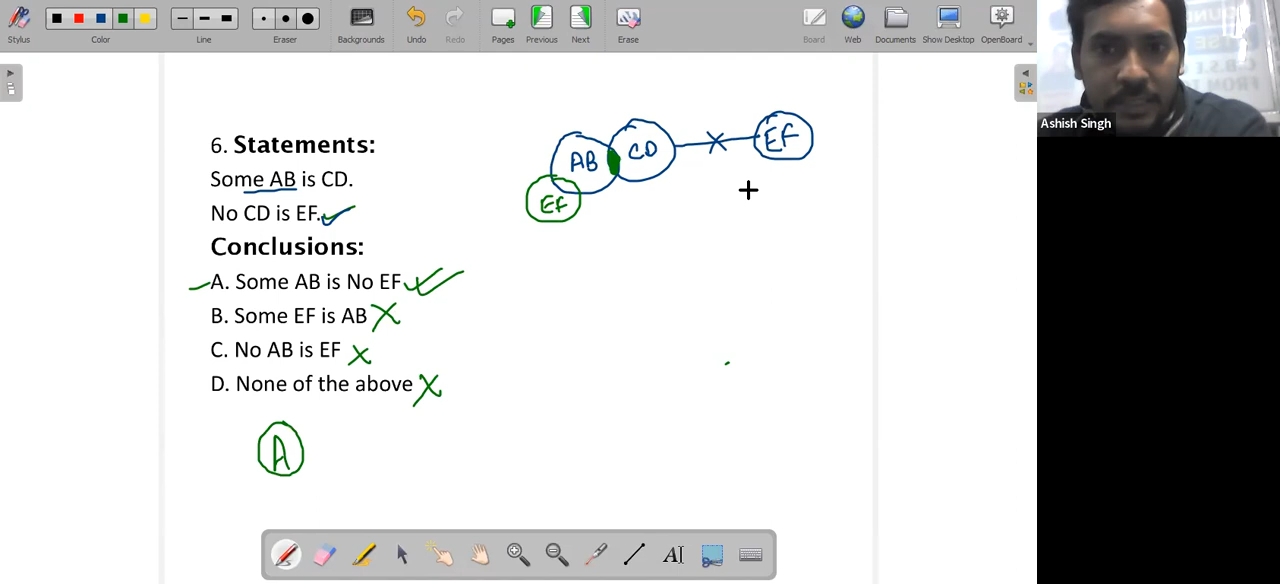 Stylus
Color
Line
Eraser
Backgrounds
Undo
Redo
Pages
Previous
Next
Erase
Board
Web
Documents
Show Desktop
OpenBoard
Ashish Singh
6. Statements:
Some AB is CD.
No CD is EF.
Conclusions:
A. Some AB is No EF
B. Some EF is AB
C. No AB is EF
D. None of the above
A
AB
CD
EF
EF
AI